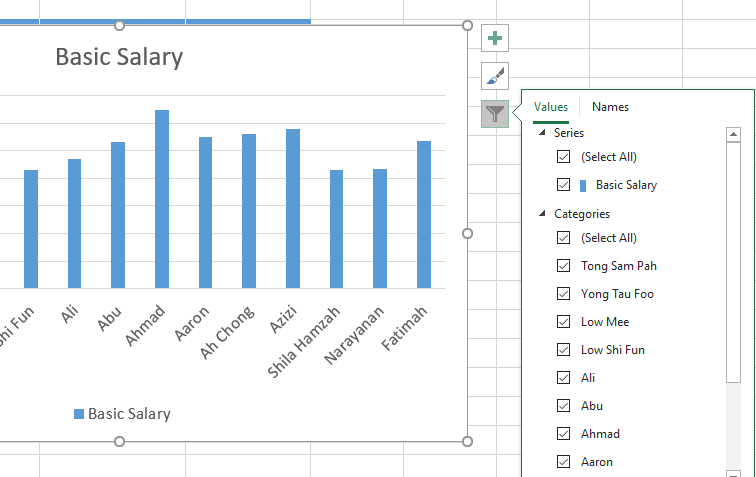 Basic Salary
Shi Fun
Ali
Abu
Ahmad
Aaron
Ah Chong
Azizi
Shila Hamzah
Narayanan
Fatimah
Basic Salary
Values
Names
Series
(Select All)
Basic Salary
Categories
(Select All)
Tong Sam Pah
Yong Tau Foo
Low Mee
Low Shi Fun
Ali
Abu
Ahmad
Aaron